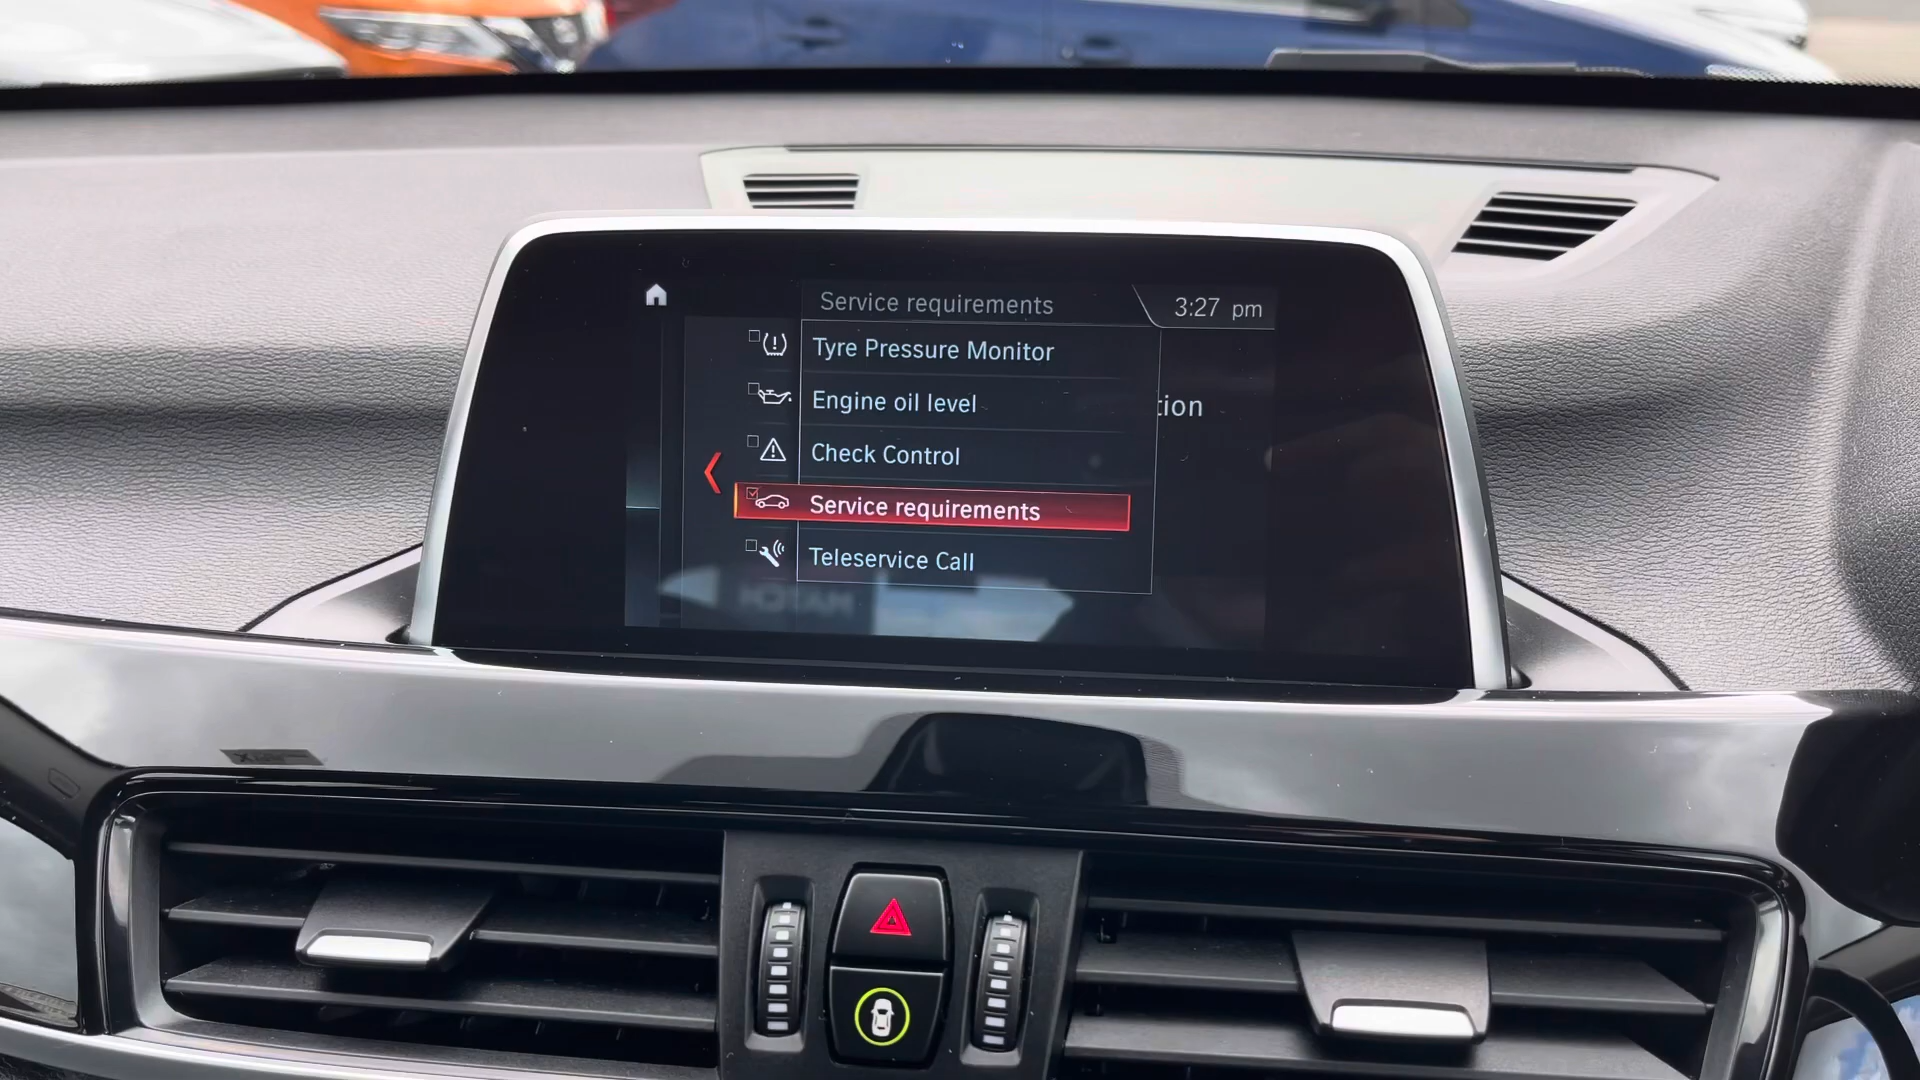 Service requirements
3:27 pm
Tyre Pressure Monitor
Engine oil level
tion
Check Control
Service requirements
Teleservice Call